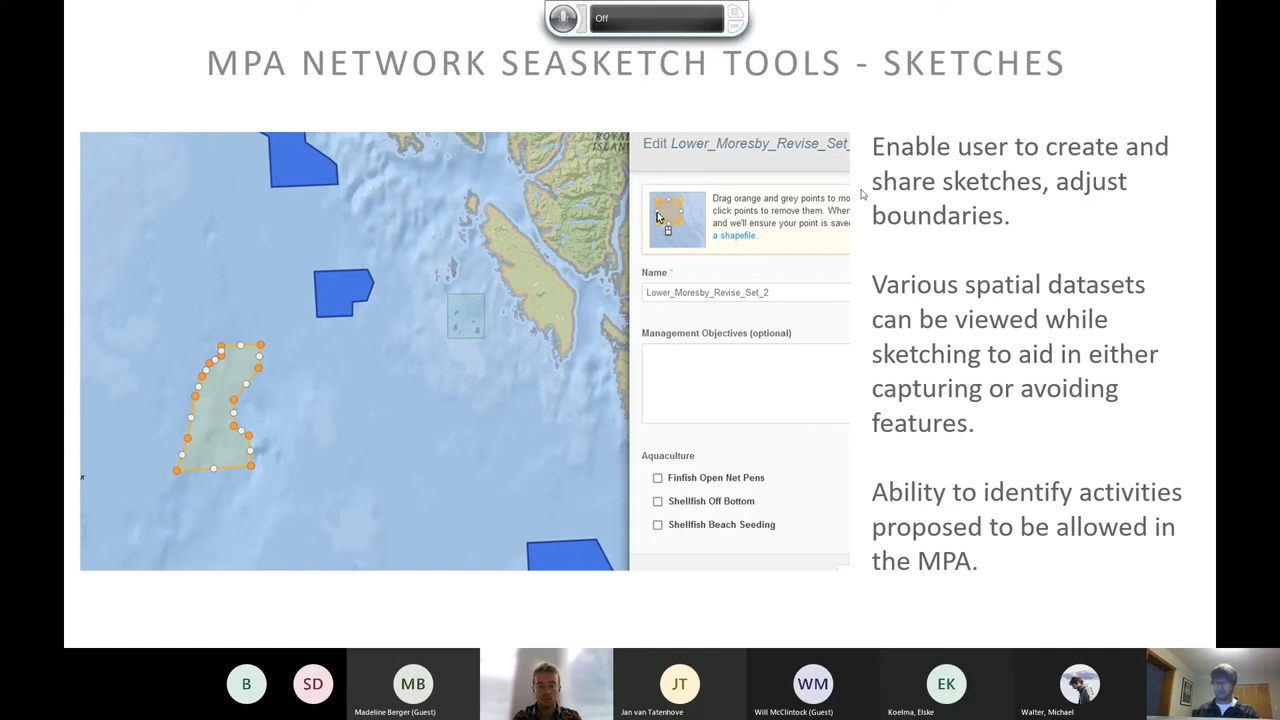 Off
MPA NETWORK SEASKETCH TOOLS - SKETCHES
ROYAL
ISLAN
Edit Lower_Moresby_Revise_Set_
Drag orange and grey points to mo
click points to remove them. When
and we'll ensure your point is save
a shapefile.
Name *
Lower_Moresby_Revise_Set_2
Management Objectives (optional)
Aquaculture
Finfish Open Net Pens
Shellfish Off Bottom
Shellfish Beach Seeding
Enable user to create and
share sketches, adjust
boundaries.
Various spatial datasets
can be viewed while
sketching to aid in either
capturing or avoiding
features.
Ability to identify activities
proposed to be allowed in
the MPA.
B
SD
MB
Madeline Berger (Guest)
JT
Jan van Tatenhove
WM
Will McClintock (Guest)
EK
Koelma, Elske
Walter, Michael